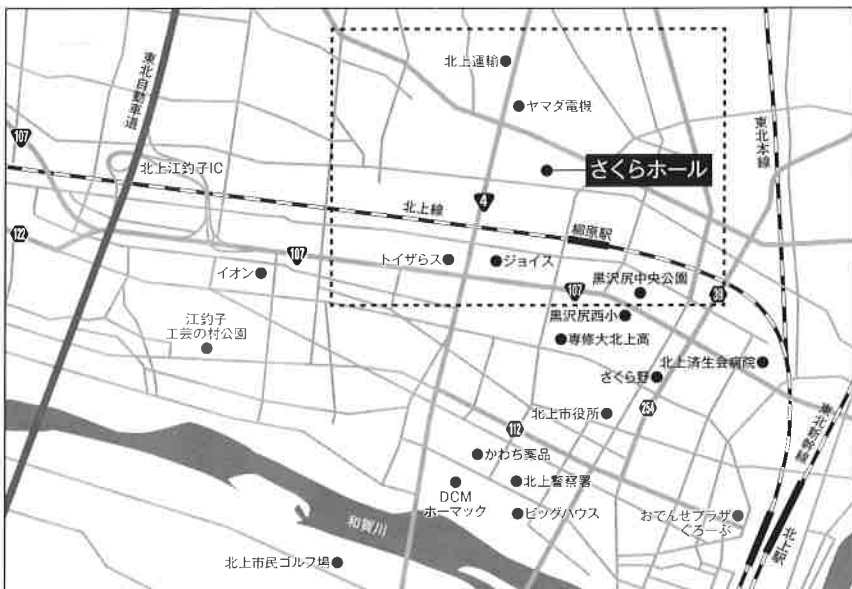 北上運輸
東北自動車道
ヤマダ電機
107
東北本線
北上江釣子IC
さくらホール
4
北上線
122
柳原駅
107
トイザらス
ジョイス
イオン
黒沢尻中央公園
107
39
江釣子
工芸の村公園
黒沢尻西小
専修大北上高
北上済生会病院
さくら野
北上市役所
254
112
東北新幹線
かわち薬品
DCM
ホーマック
北上警察署
和賀川
ビッグハウス
おでんせプラザ
ぐろーぶ
北上駅
北上市民ゴルフ場